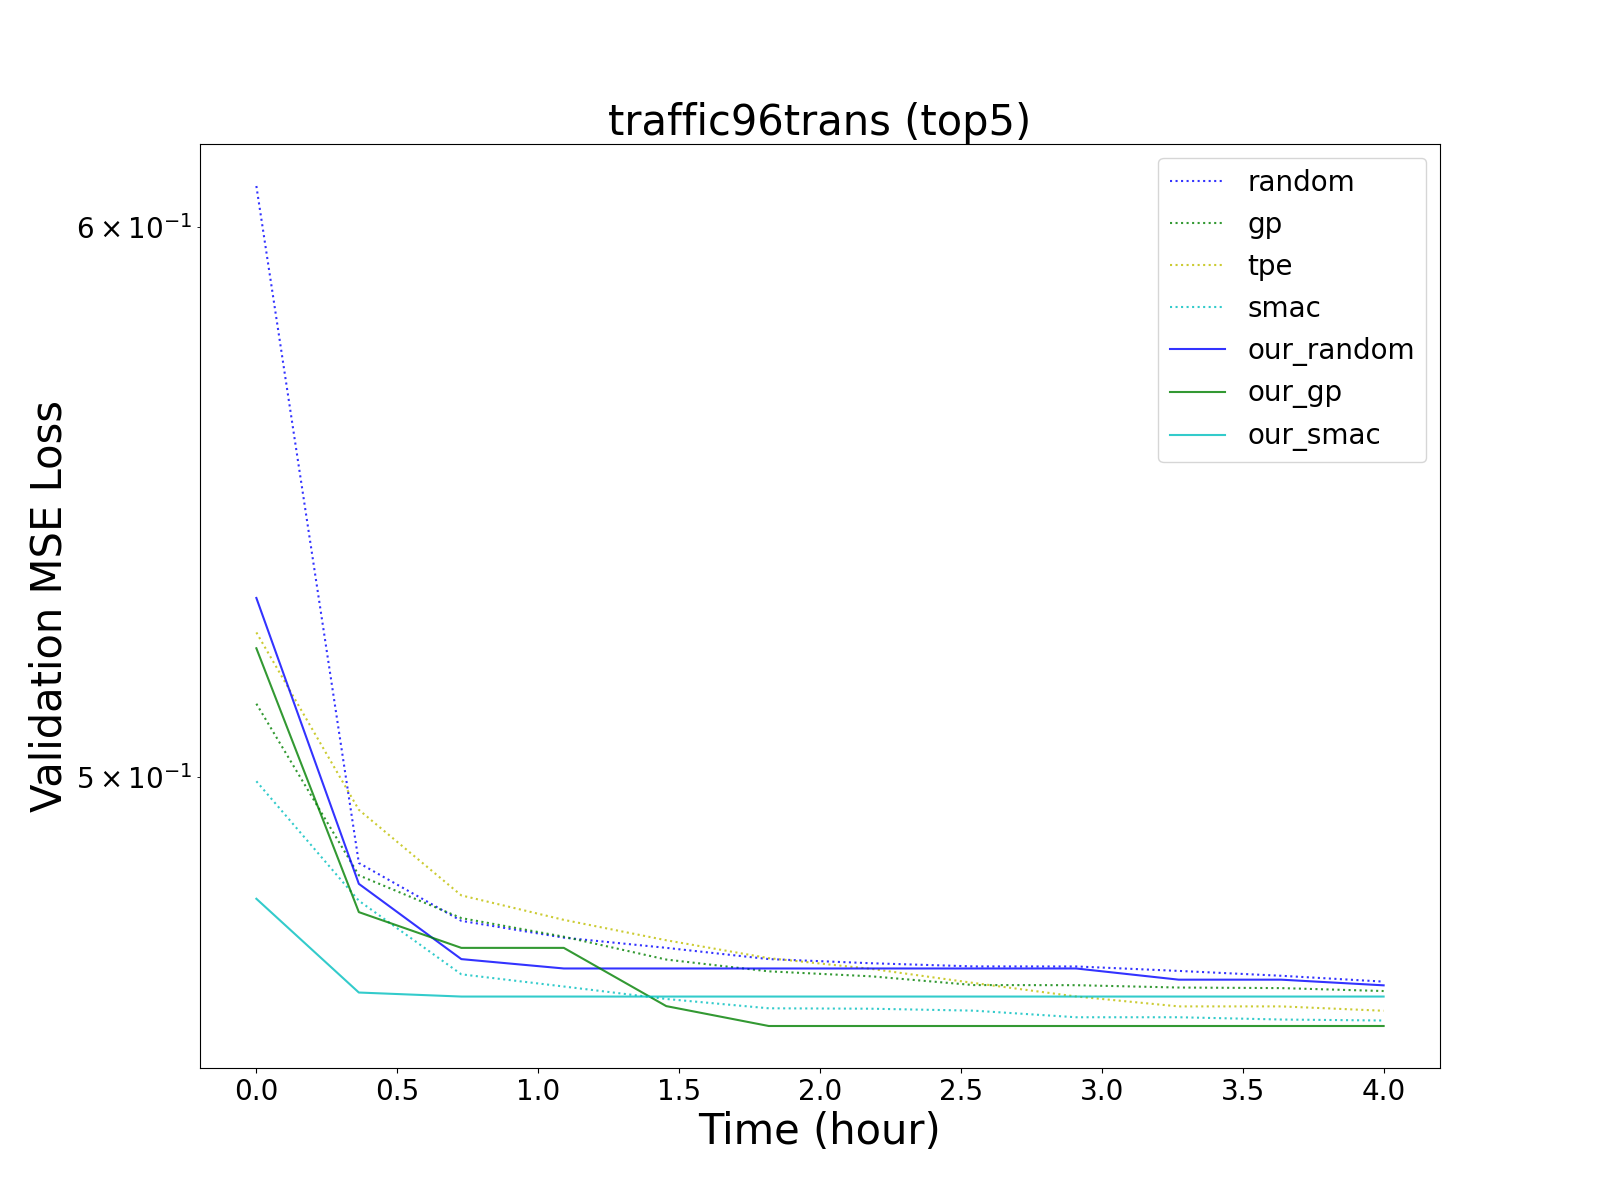 traffic96trans (top5)
random
gp
tpe
smac
our_random
our_gp
our_smac
Validation MSE Loss
6 × 10⁻¹
5 × 10⁻¹
0.0 0.5 1.0 1.5 2.0 2.5 3.0 3.5 4.0
Time (hour)